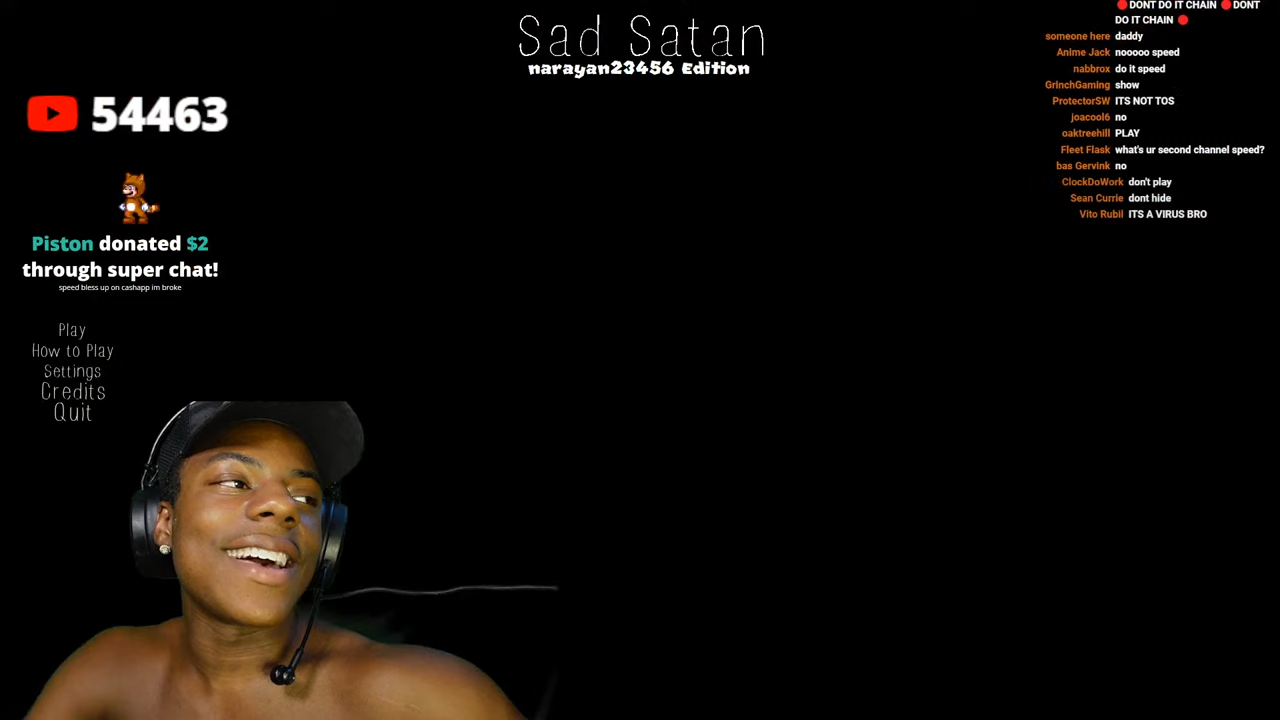 Sad Satan
narayan23456 Edition
54463
Piston donated $2
through super chat!
speed bless up on cashapp im broke
Play
How to Play
Settings
Credits
Quit
🔴DONT DO IT CHAIN 🔴DONT
DO IT CHAIN 🔴
someone here daddy
Anime Jack nooooo speed
nabbrox do it speed
GrinchGaming show
ProtectorSW ITS NOT TOS
joacool6 no
oaktreehill PLAY
Fleet Flask what's ur second channel speed?
bas Gervink no
ClockDoWork don't play
Sean Currie dont hide
Vito Rubil ITS A VIRUS BRO